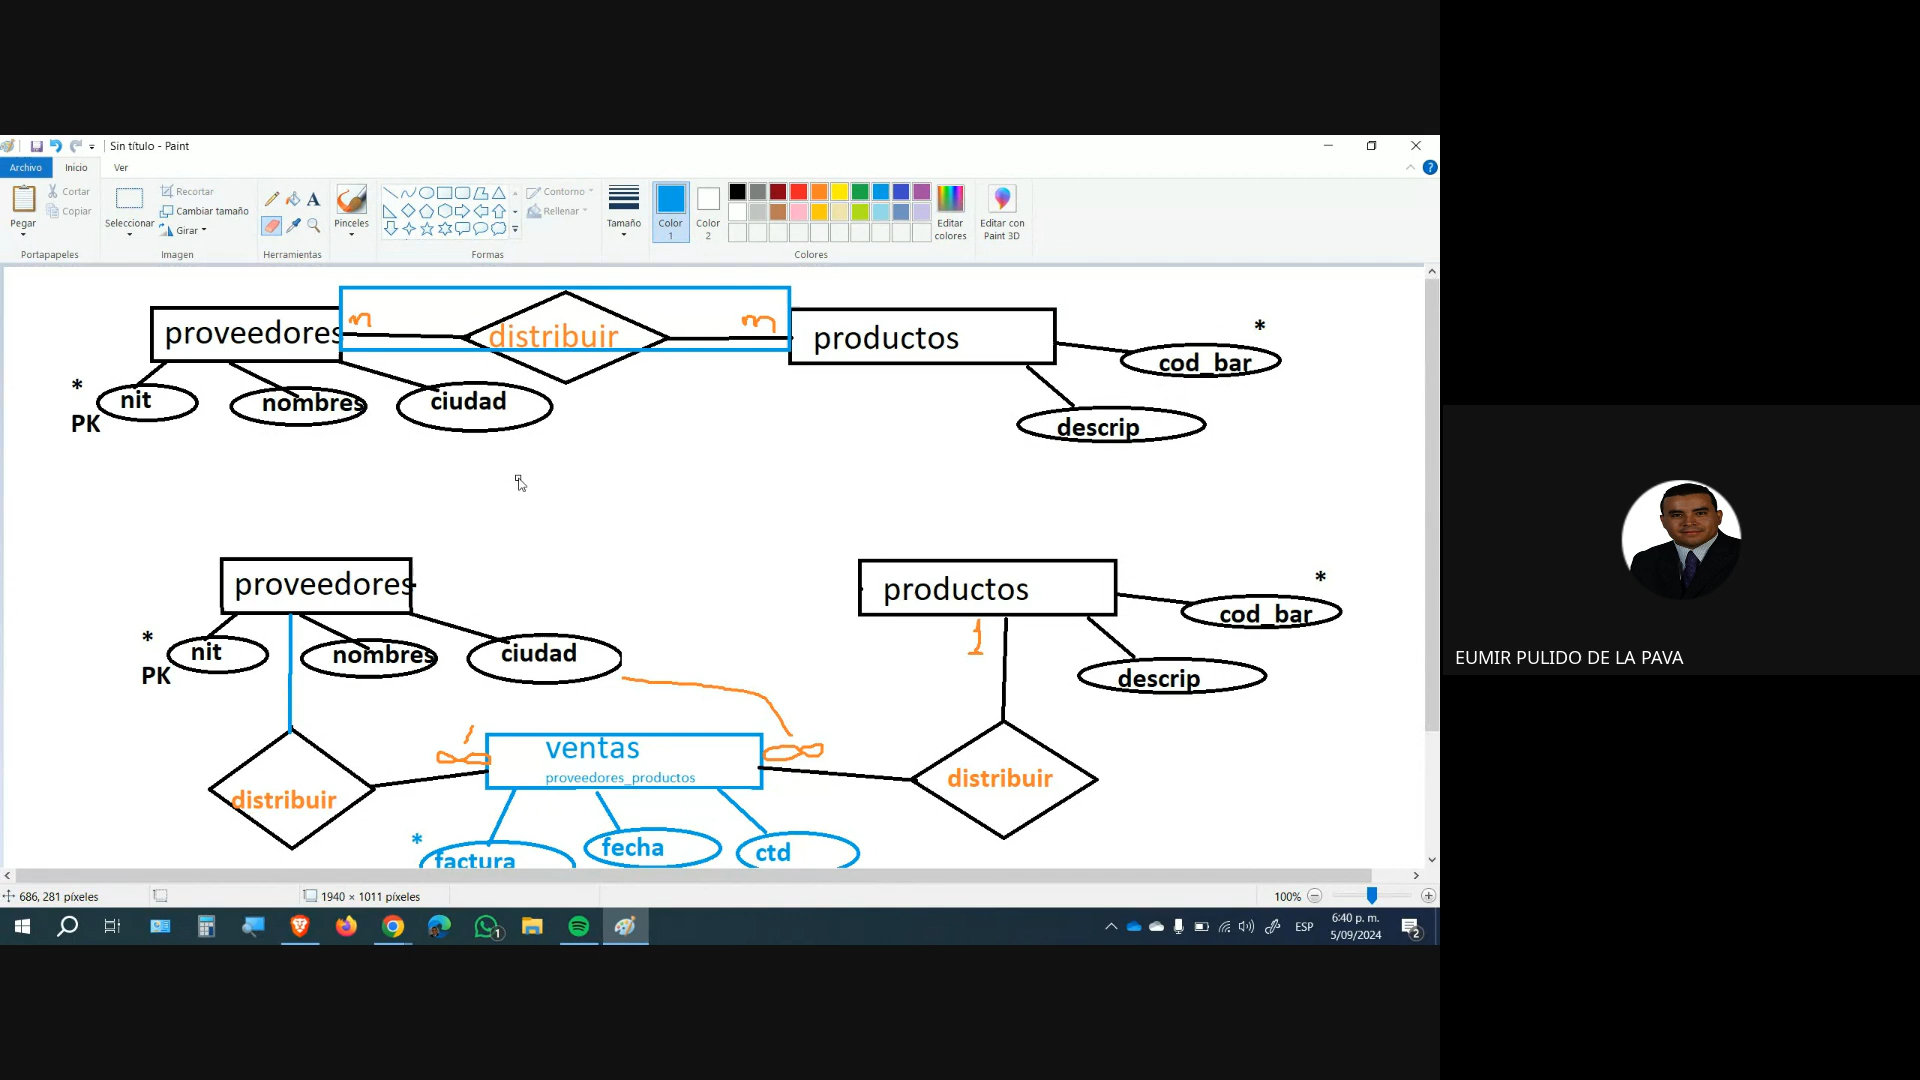 Sin título - Paint
Archivo
Inicio
Ver
Pegar
Cortar
Copiar
Portapapeles
Seleccionar
Recortar
Cambiar tamaño
Girar
Imagen
Herramientas
Pinceles
Contorno
Rellenar
Formas
Tamaño
Color
1
Color
2
Editar
colores
Editar con
Paint 3D
Colores
proveedores
n
distribuir
m
productos
*
cod_bar
*
nit
nombres
ciudad
PK
descrip
proveedores
productos
*
cod_bar
*
nit
nombres
ciudad
PK
1
descrip
1
ventas
proveedores_productos
distribuir
distribuir
*
factura
fecha
ctd
EUMIR PULIDO DE LA PAVA
686, 281 píxeles
1940 × 1011 píxeles
100%
1
ESP
6:40 p. m.
5/09/2024
2